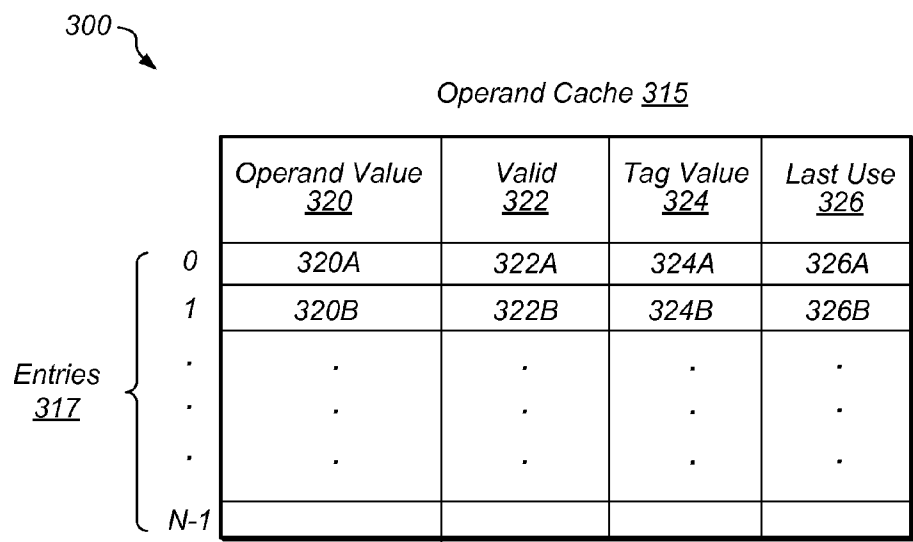 300
Operand Cache 315
Operand Value Valid Tag Value Last Use
320 322 324 326
0 320A 322A 324A 326A
1 320B 322B 324B 326B
. . . . .
Entries
317
. . . . .
. . . . .
N-1